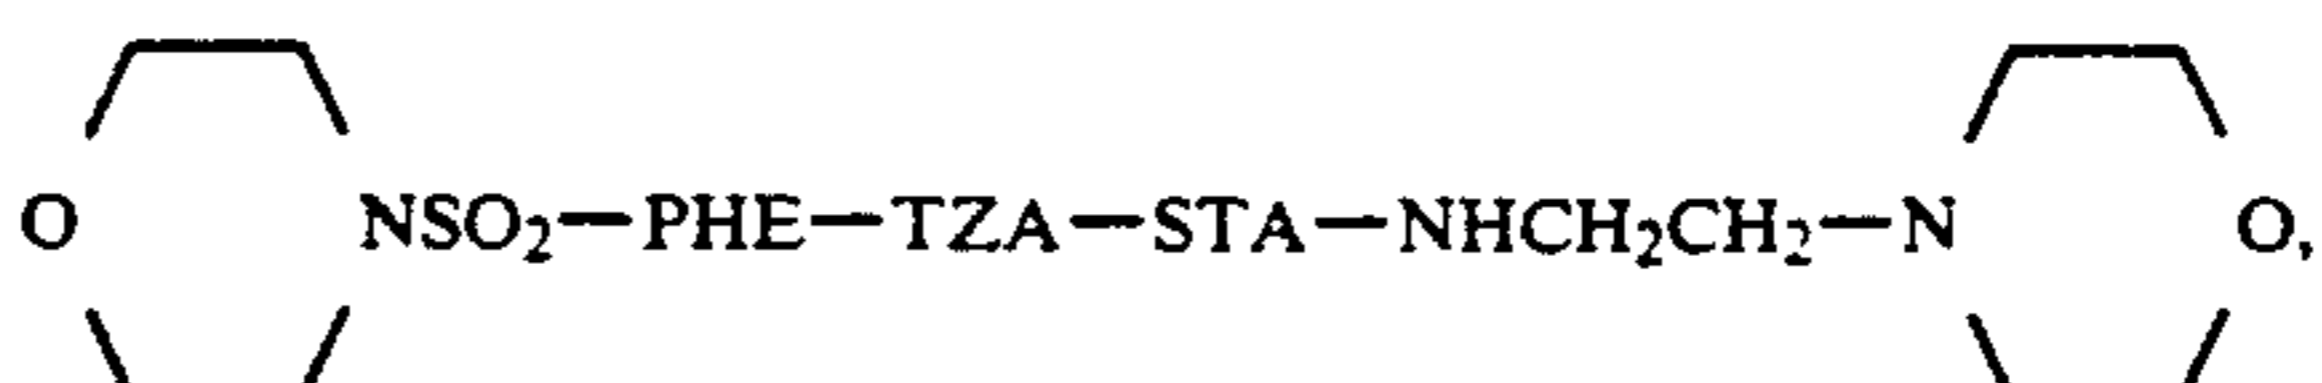 O NSO₂—PHE—TZA—STA—NHCH₂CH₂—N O,